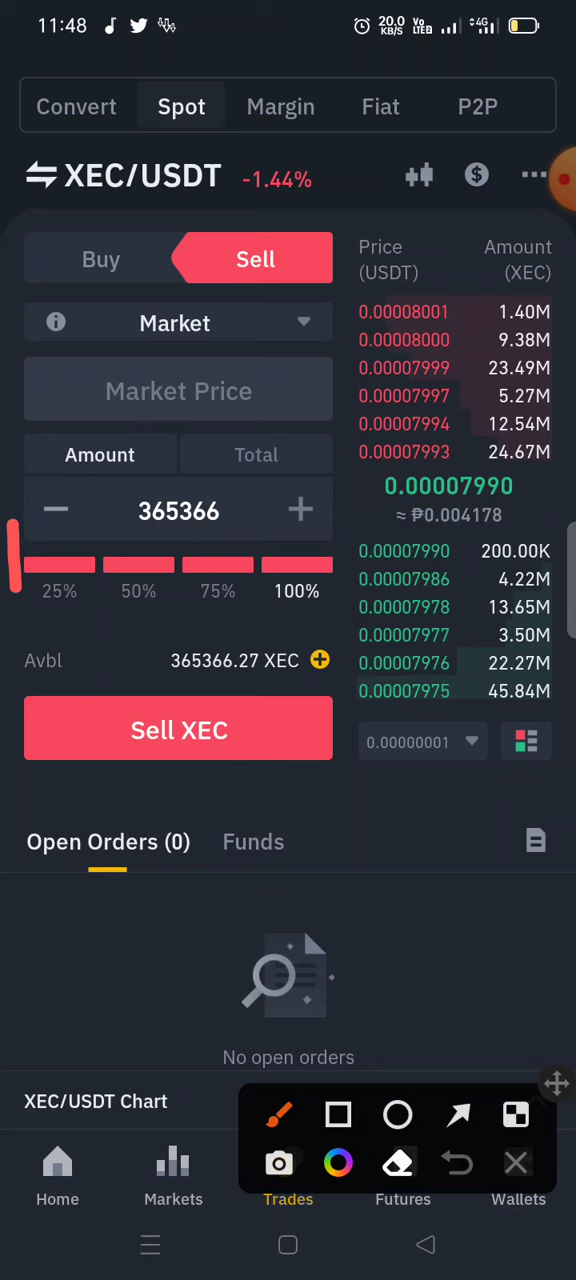 11:48 20.0 KB/S Vo LTE2 4G
Convert Spot Margin Fiat P2P
XEC/USDT -1.44%
Buy Sell
Market
Market Price
Amount Total
365366
25% 50% 75% 100%
Avbl 365366.27 XEC
Sell XEC
Price (USDT) Amount (XEC)
0.00008001 1.40M
0.00008000 9.38M
0.00007999 23.49M
0.00007997 5.27M
0.00007994 12.54M
0.00007993 24.67M
0.00007990
≈ ₱0.004178
0.00007990 200.00K
0.00007986 4.22M
0.00007978 13.65M
0.00007977 3.50M
0.00007976 22.27M
0.00007975 45.84M
0.00000001
Open Orders (0) Funds
No open orders
XEC/USDT Chart
Home Markets Trades Futures Wallets